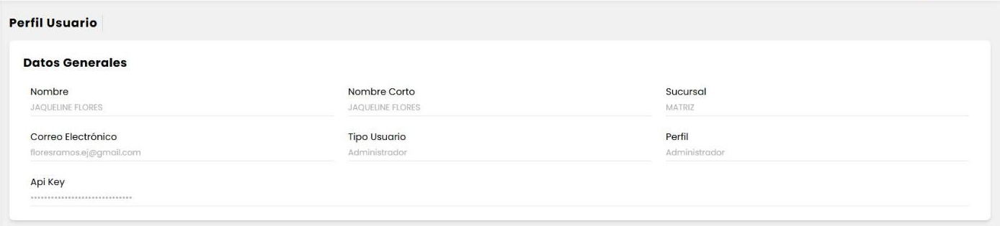 Perfil Usuario
Datos Generales
Nombre Nombre Corto Sucursal
JAQUELINE FLORES JAQUELINE FLORES MATRIZ
Correo Electrónico Tipo Usuario Perfil
floresramos.ej@gmail.com Administrador Administrador
Api Key
••••••••••••••••••••••••••••••